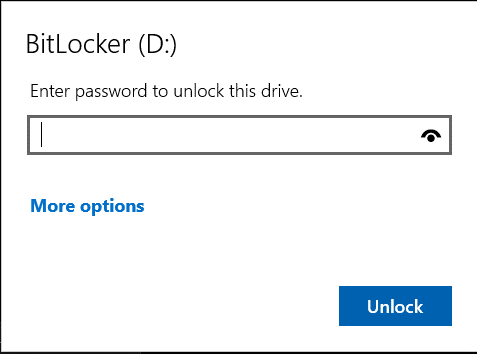 BitLocker (D:)
Enter password to unlock this drive.
More options
Unlock